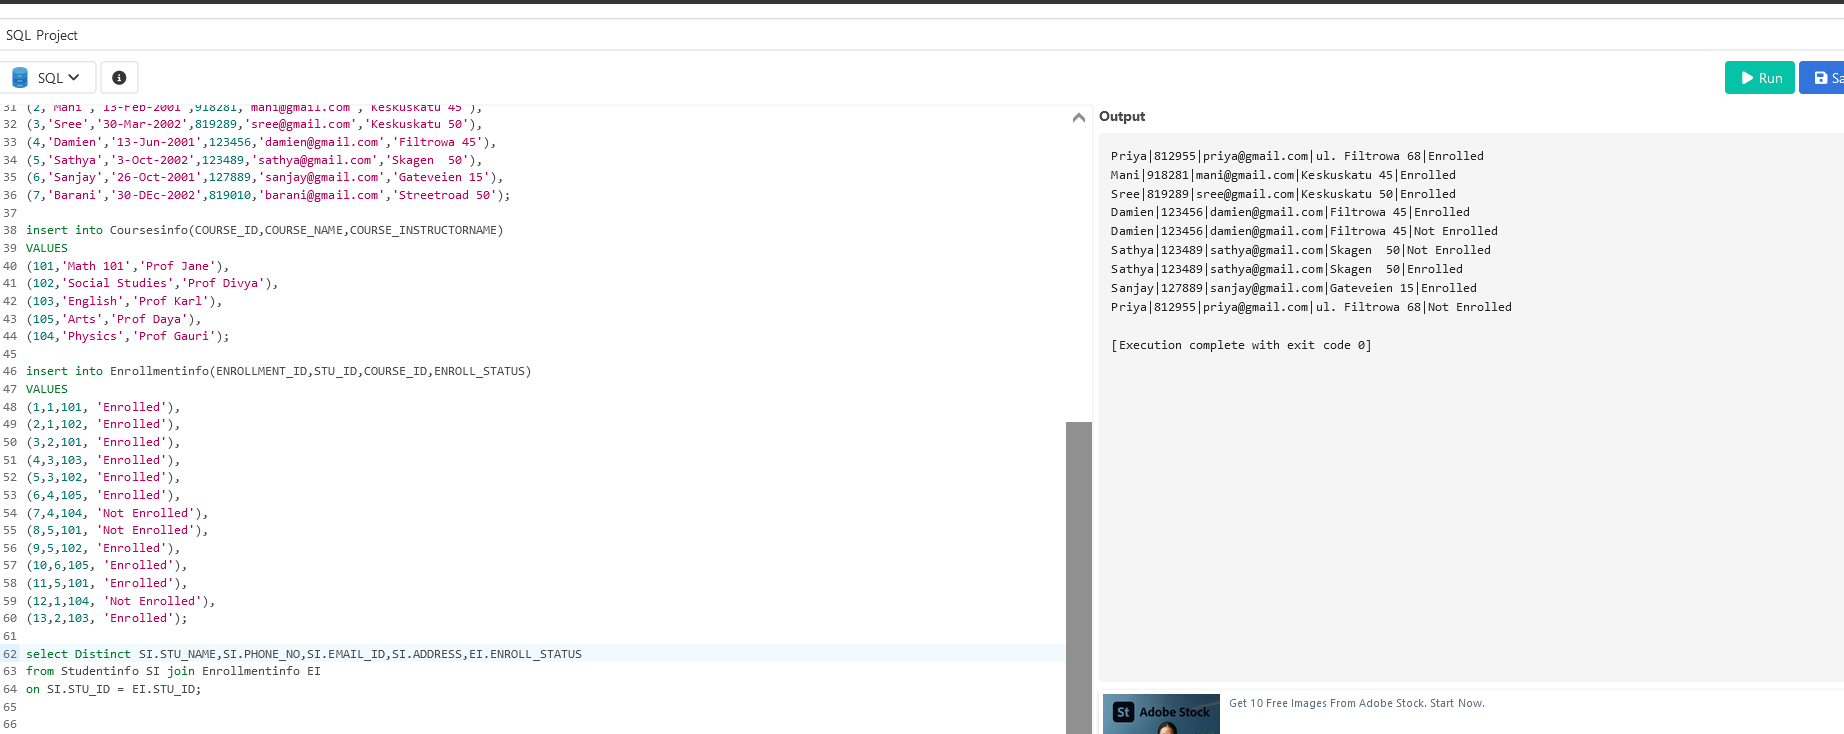 SQL Project
SQL
Run
Sa
31 (2,'Mani','13-Feb-2001',918281,'mani@gmail.com','Keskuskatu 45'),
32 (3,'Sree','30-Mar-2002',819289,'sree@gmail.com','Keskuskatu 50'),
33 (4,'Damien','13-Jun-2001',123456,'damien@gmail.com','Filtrowa 45'),
34 (5,'Sathya','3-Oct-2002',123489,'sathya@gmail.com','Skagen  50'),
35 (6,'Sanjay','26-Oct-2001',127889,'sanjay@gmail.com','Gateveien 15'),
36 (7,'Barani','30-DEc-2002',819010,'barani@gmail.com','Streetroad 50');
37
38 insert into Coursesinfo(COURSE_ID,COURSE_NAME,COURSE_INSTRUCTORNAME)
39 VALUES
40 (101,'Math 101','Prof Jane'),
41 (102,'Social Studies','Prof Divya'),
42 (103,'English','Prof Karl'),
43 (105,'Arts','Prof Daya'),
44 (104,'Physics','Prof Gauri');
45
46 insert into Enrollmentinfo(ENROLLMENT_ID,STU_ID,COURSE_ID,ENROLL_STATUS)
47 VALUES
48 (1,1,101, 'Enrolled'),
49 (2,1,102, 'Enrolled'),
50 (3,2,101, 'Enrolled'),
51 (4,3,103, 'Enrolled'),
52 (5,3,102, 'Enrolled'),
53 (6,4,105, 'Enrolled'),
54 (7,4,104, 'Not Enrolled'),
55 (8,5,101, 'Not Enrolled'),
56 (9,5,102, 'Enrolled'),
57 (10,6,105, 'Enrolled'),
58 (11,5,101, 'Enrolled'),
59 (12,1,104, 'Not Enrolled'),
60 (13,2,103, 'Enrolled');
61
62 select Distinct SI.STU_NAME,SI.PHONE_NO,SI.EMAIL_ID,SI.ADDRESS,EI.ENROLL_STATUS
63 from Studentinfo SI join Enrollmentinfo EI
64 on SI.STU_ID = EI.STU_ID;
65
66
Output
Priya|812955|priya@gmail.com|ul. Filtrowa 68|Enrolled
Mani|918281|mani@gmail.com|Keskuskatu 45|Enrolled
Sree|819289|sree@gmail.com|Keskuskatu 50|Enrolled
Damien|123456|damien@gmail.com|Filtrowa 45|Enrolled
Damien|123456|damien@gmail.com|Filtrowa 45|Not Enrolled
Sathya|123489|sathya@gmail.com|Skagen  50|Not Enrolled
Sathya|123489|sathya@gmail.com|Skagen  50|Enrolled
Sanjay|127889|sanjay@gmail.com|Gateveien 15|Enrolled
Priya|812955|priya@gmail.com|ul. Filtrowa 68|Not Enrolled
[Execution complete with exit code 0]
St Adobe Stock
Get 10 Free Images From Adobe Stock. Start Now.